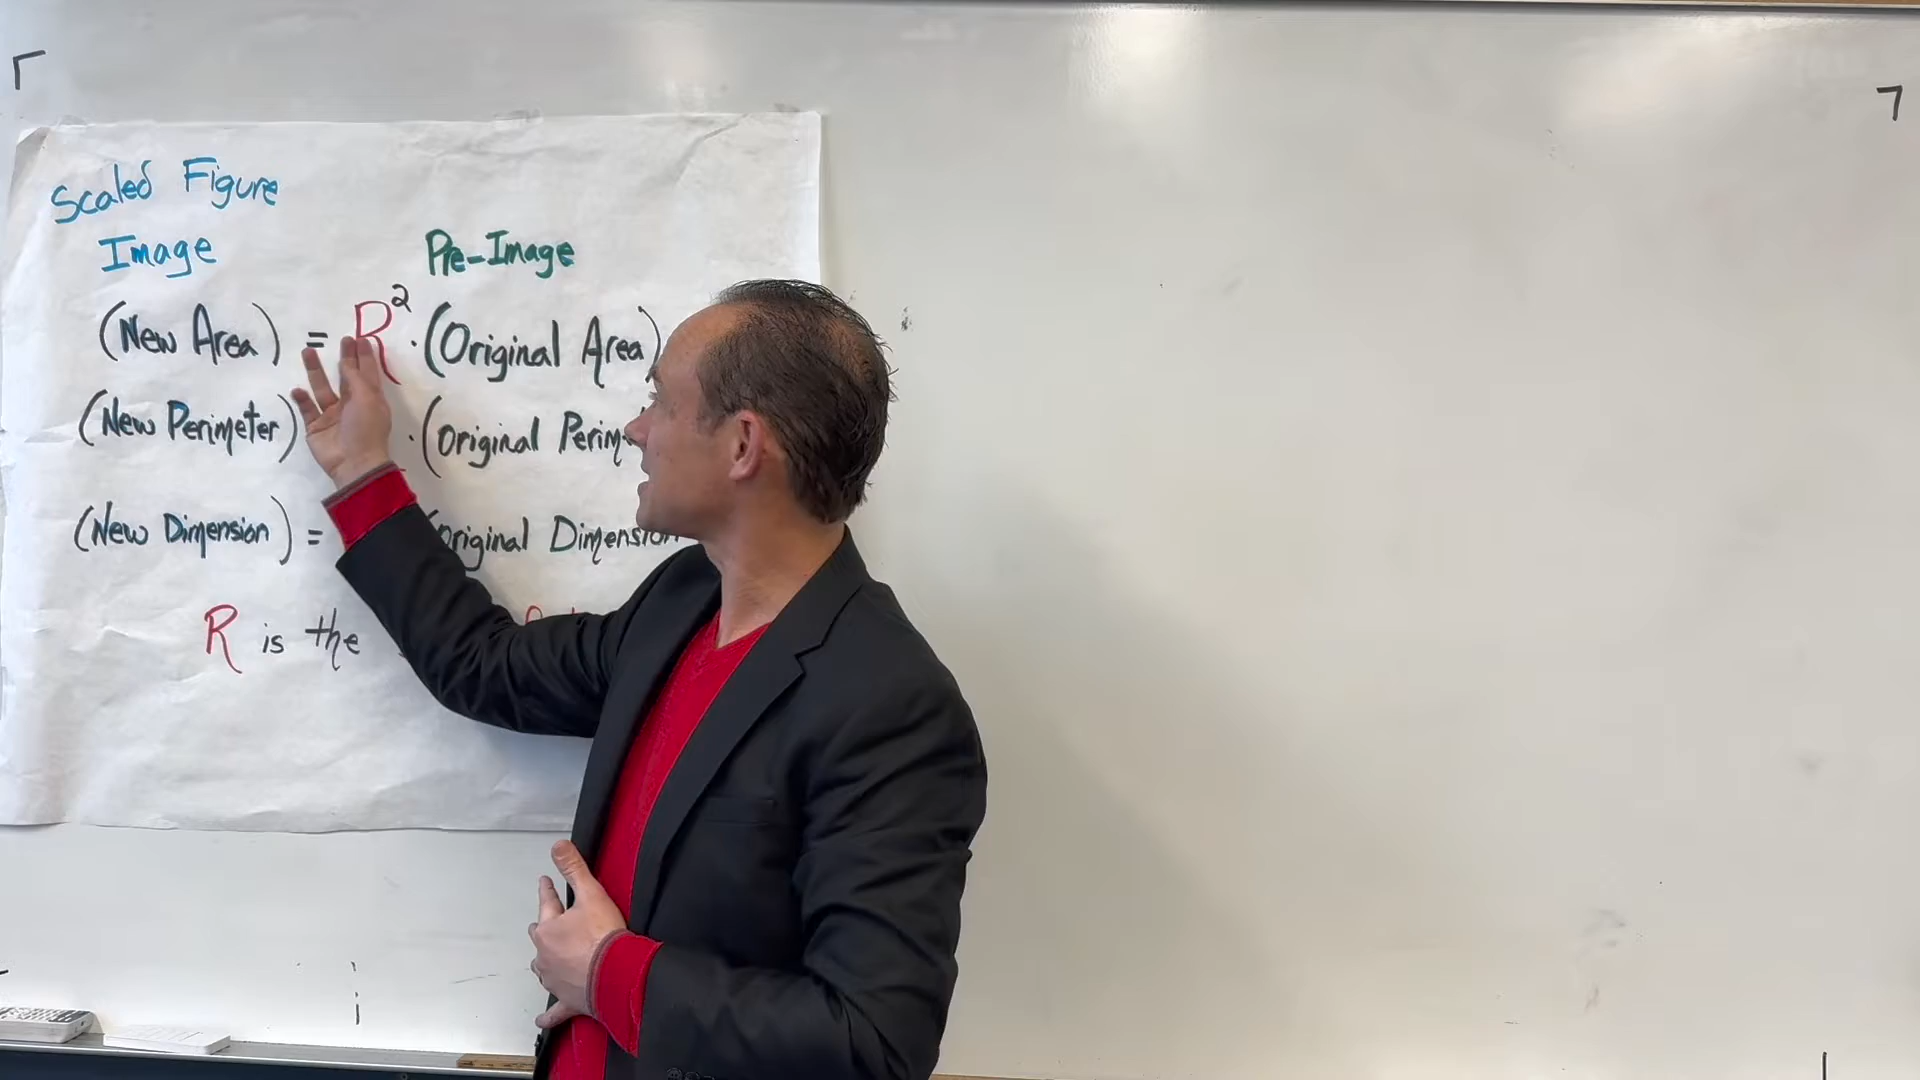 Scaled Figure
Image Pre-Image
(New Area) = R² · (Original Area)
(New Perimeter) · (Original
(New Dimension) = Original Dimension
R is the